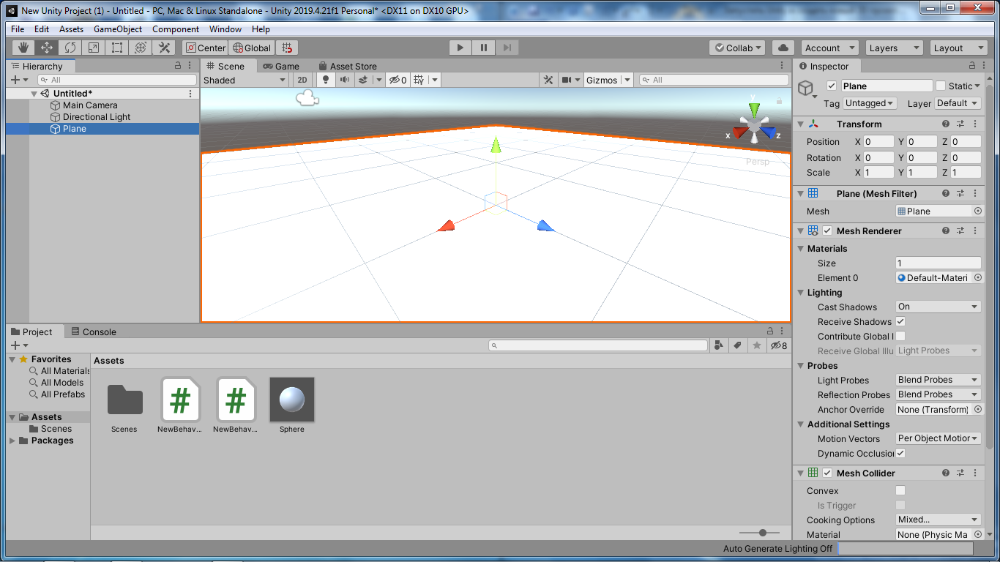 New Unity Project (1) - Untitled - PC, Mac & Linux Standalone - Unity 2019.4.21f1 Personal* <DX11 on DX10 GPU>
File Edit Assets GameObject Component Window Help
Center Global Collab Account Layers Layout
Hierarchy
All
Untitled*
Main Camera
Directional Light
Plane
Scene Game Asset Store
Shaded 2D 0 Gizmos All
y
x z
Persp
Inspector
Plane Static
Tag Untagged Layer Default
Transform
Position X 0 Y 0 Z 0
Rotation X 0 Y 0 Z 0
Scale X 1 Y 1 Z 1
Plane (Mesh Filter)
Mesh Plane
Mesh Renderer
Materials
Size 1
Element 0 Default-Materi
Lighting
Cast Shadows On
Receive Shadows
Contribute Global I
Receive Global Illu Light Probes
Probes
Light Probes Blend Probes
Reflection Probes Blend Probes
Anchor Override None (Transform)
Additional Settings
Motion Vectors Per Object Motion
Dynamic Occlusion
Mesh Collider
Convex
Is Trigger
Cooking Options Mixed...
Material None (Physic Ma
Project Console
8
Favorites
All Materials
All Models
All Prefabs
Assets
Scenes
Packages
Assets
Scenes NewBehav... NewBehav... Sphere
Auto Generate Lighting Off